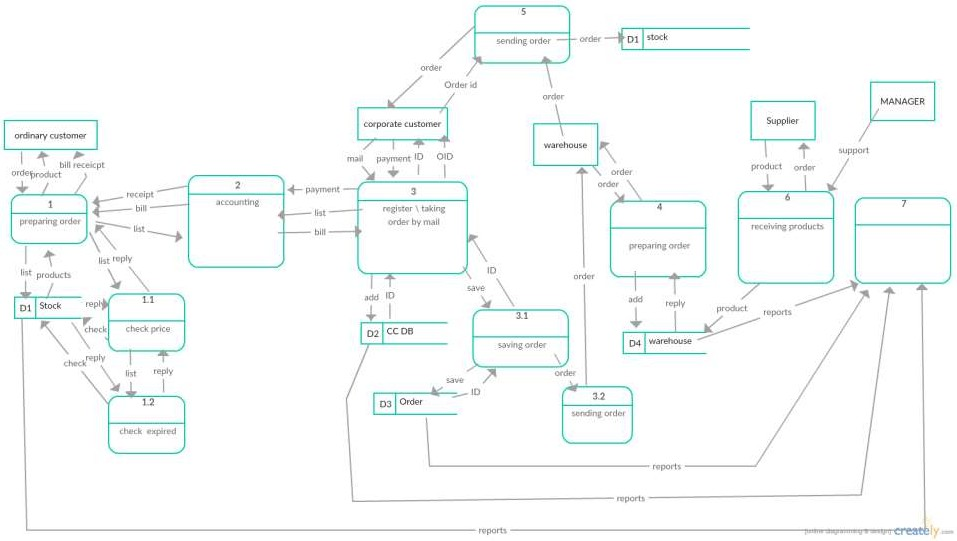 5
sending order
order
D1 stock
order
Order id
order
MANAGER
Supplier
ordinary customer
corporate customer
warehouse
support
order
product
bill receicpt
mail
payment
ID
OID
order
order
product
order
1
preparing order
receipt
bill
list
2
accounting
payment
list
bill
3
register \ taking
order by mail
4
preparing order
6
receiving products
7
list
products
list
reply
ID
save
order
add
ID
add
reply
product
reports
D1 Stock
reply
check
1.1
check price
D2 CC DB
3.1
saving order
D4 warehouse
check
reply
list
reply
save
ID
order
1.2
check expired
D3 Order
3.2
sending order
reports
reports
reports
[online diagramming & design] creately.com